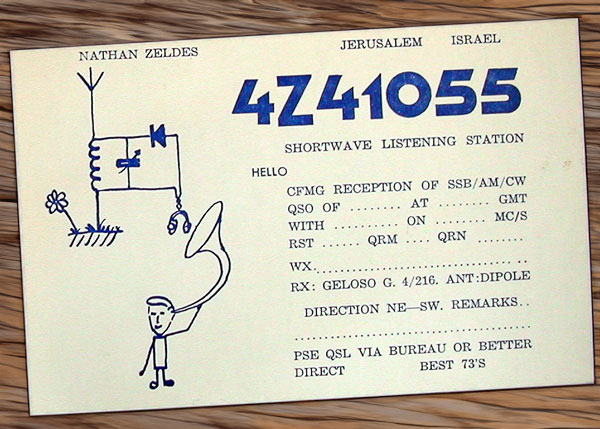 NATHAN ZELDES
JERUSALEM ISRAEL
4Z41055
SHORTWAVE LISTENING STATION
HELLO
CFMG RECEPTION OF SSB/AM/CW
QSO OF ........ AT ........ GMT
WITH .......... ON ........ MC/S
RST ...... QRM .... QRN ........
WX.................................. .. ..
RX: GELOSO G. 4/216. ANT:DIPOLE
DIRECTION NE—SW. REMARKS..
........................................
PSE QSL VIA BUREAU OR BETTER
DIRECT BEST 73'S